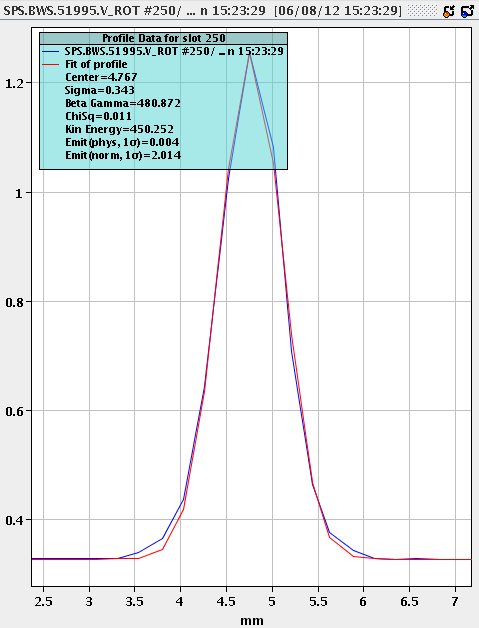 SPS.BWS.51995.V_ROT #250/ ... n 15:23:29 [06/08/12 15:23:29]
Profile Data for slot 250
SPS.BWS.51995.V_ROT #250/ ... n 15:23:29
Fit of profile
Center=4.767
Sigma=0.343
Beta Gamma=480.872
ChiSq=0.011
Kin Energy=450.252
Emit(phys, 1σ)=0.004
Emit(norm, 1σ)=2.014
1.2
1
0.8
0.6
0.4
2.5 3 3.5 4 4.5 5 5.5 6 6.5 7
mm